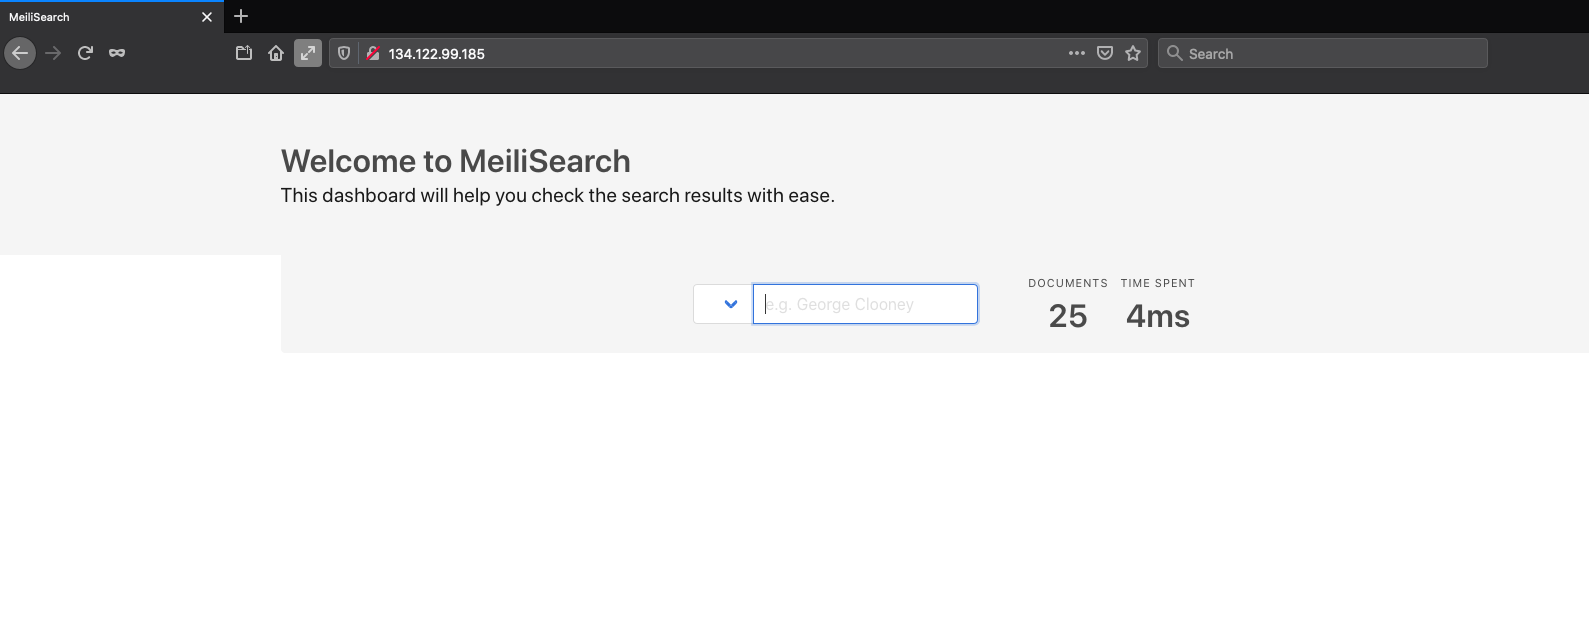 MeiliSearch
134.122.99.185
Search
Welcome to MeiliSearch
This dashboard will help you check the search results with ease.
e.g. George Clooney
DOCUMENTS TIME SPENT
25 4ms